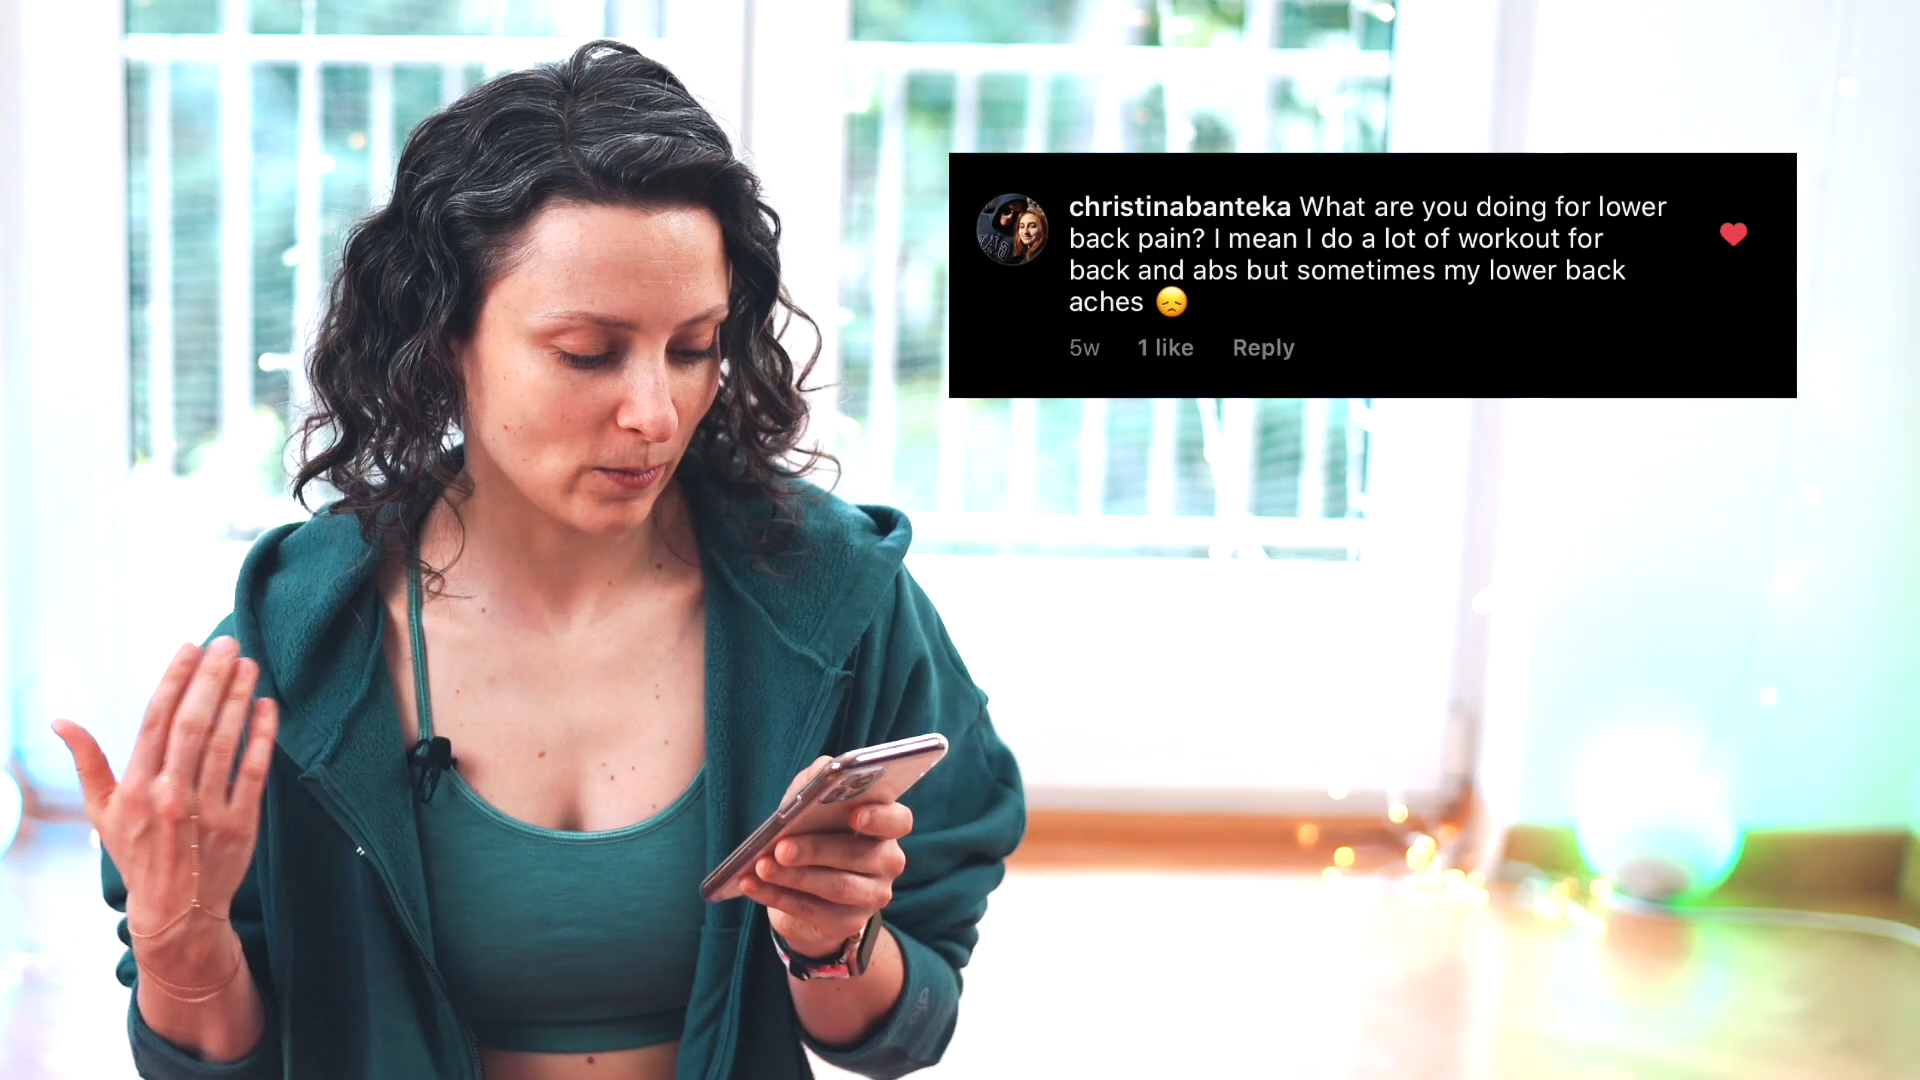 christinabanteka What are you doing for lower
back pain? I mean I do a lot of workout for
back and abs but sometimes my lower back
aches 😞
5w 1 like Reply